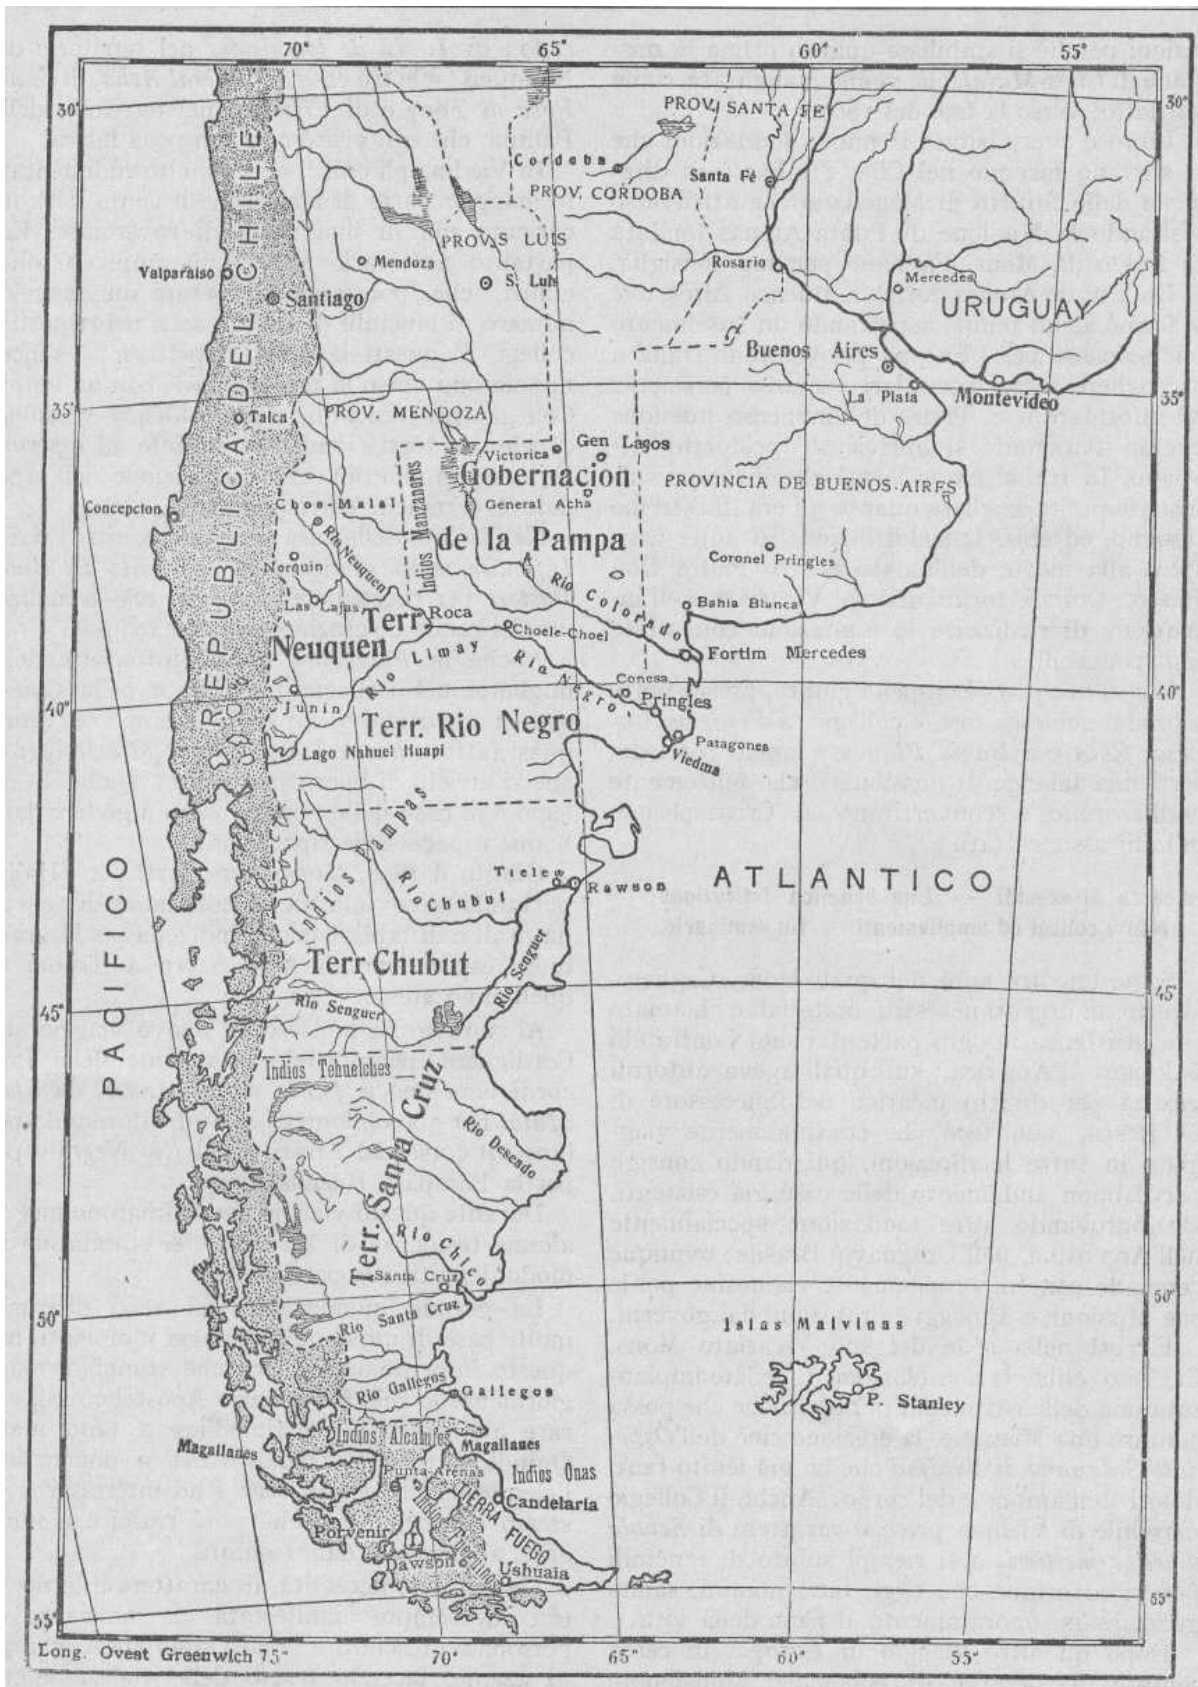 70° 65° 60° 55°
30° 30°
PROV. SANTA FE
Cordoba
Santa Fé
PROV. CORDOBA
PROV. S LUIS
Mendoza
Rosario
Mercedes
Valparaiso
S. Luis
URUGUAY
Santiago
REPUBLICA DEL CHILE
Buenos Aires
La Plata
Montevideo
35° 35°
Talca
PROV. MENDOZA
Gen Lagos
Victorica
Gobernacion
PROVINCIA DE BUENOS-AIRES
Chos-Malal
General Acha
Concepcion
Indios Manzaneros
de la Pampa
Rio Neuquen
Coronel Pringles
Norquin
Rio Colorado
Las Lajas
Roca
Bahia Blanca
Terr.
Neuquen
Choele-Choel
Rio Limay
Fortim Mercedes
Rio Negro
Conesa
Junin
Pringles
40° 40°
Terr. Rio Negro
Patagones
Viedma
Lago Nahuel Huapi
Indios Pampas
PACIFICO
ATLANTICO
Rio Chubut
Rawson
Terr. Chubut
Rio Senguer
Rio Senguer
45° 45°
Indios Tehuelches
Terr. Santa Cruz
Rio Deseado
Rio Chico
Santa Cruz
50° 50°
Rio Santa Cruz
Islas Malvinas
Rio Gallegos
Gallegos
P. Stanley
Indios Alcalufes
Magallanes
Magallanes
Punta-Arenas
Indios Onas
TIERRA FUEGO
Candelaria
Porvenir
Dawson
Ushuaia
55° 55°
Long. Ovest Greenwich 75° 70° 65° 60° 55°